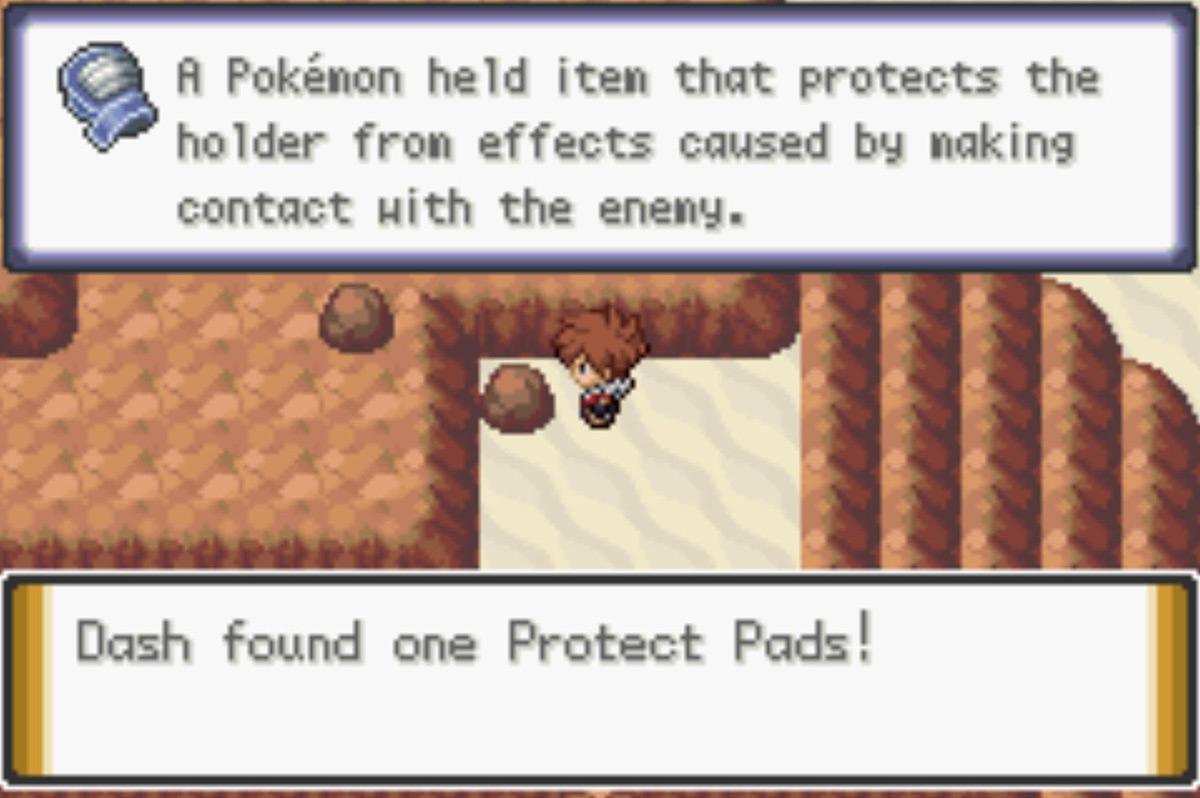 A Pokémon held item that protects the
holder from effects caused by making
contact with the enemy.
Dash found one Protect Pads!